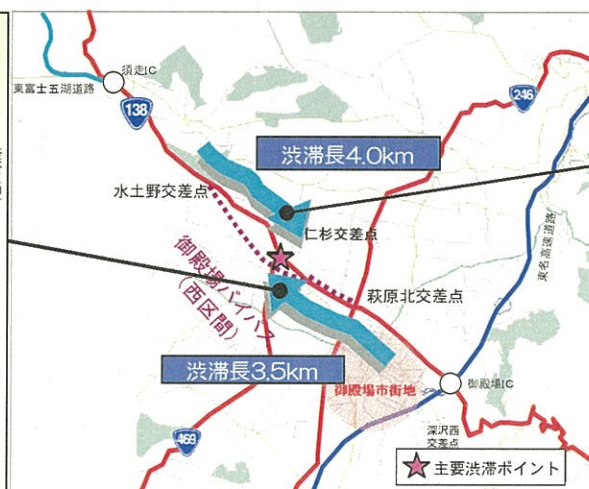 須走IC
東富士五湖道路
138
246
渋滞長4.0km
水土野交差点
仁杉交差点
東名高速道路
御殿場バイパス
(西区間)
萩原北交差点
渋滞長3.5km
御殿場市街地
御殿場IC
深沢西
交差点
469
主要渋滞ポイント